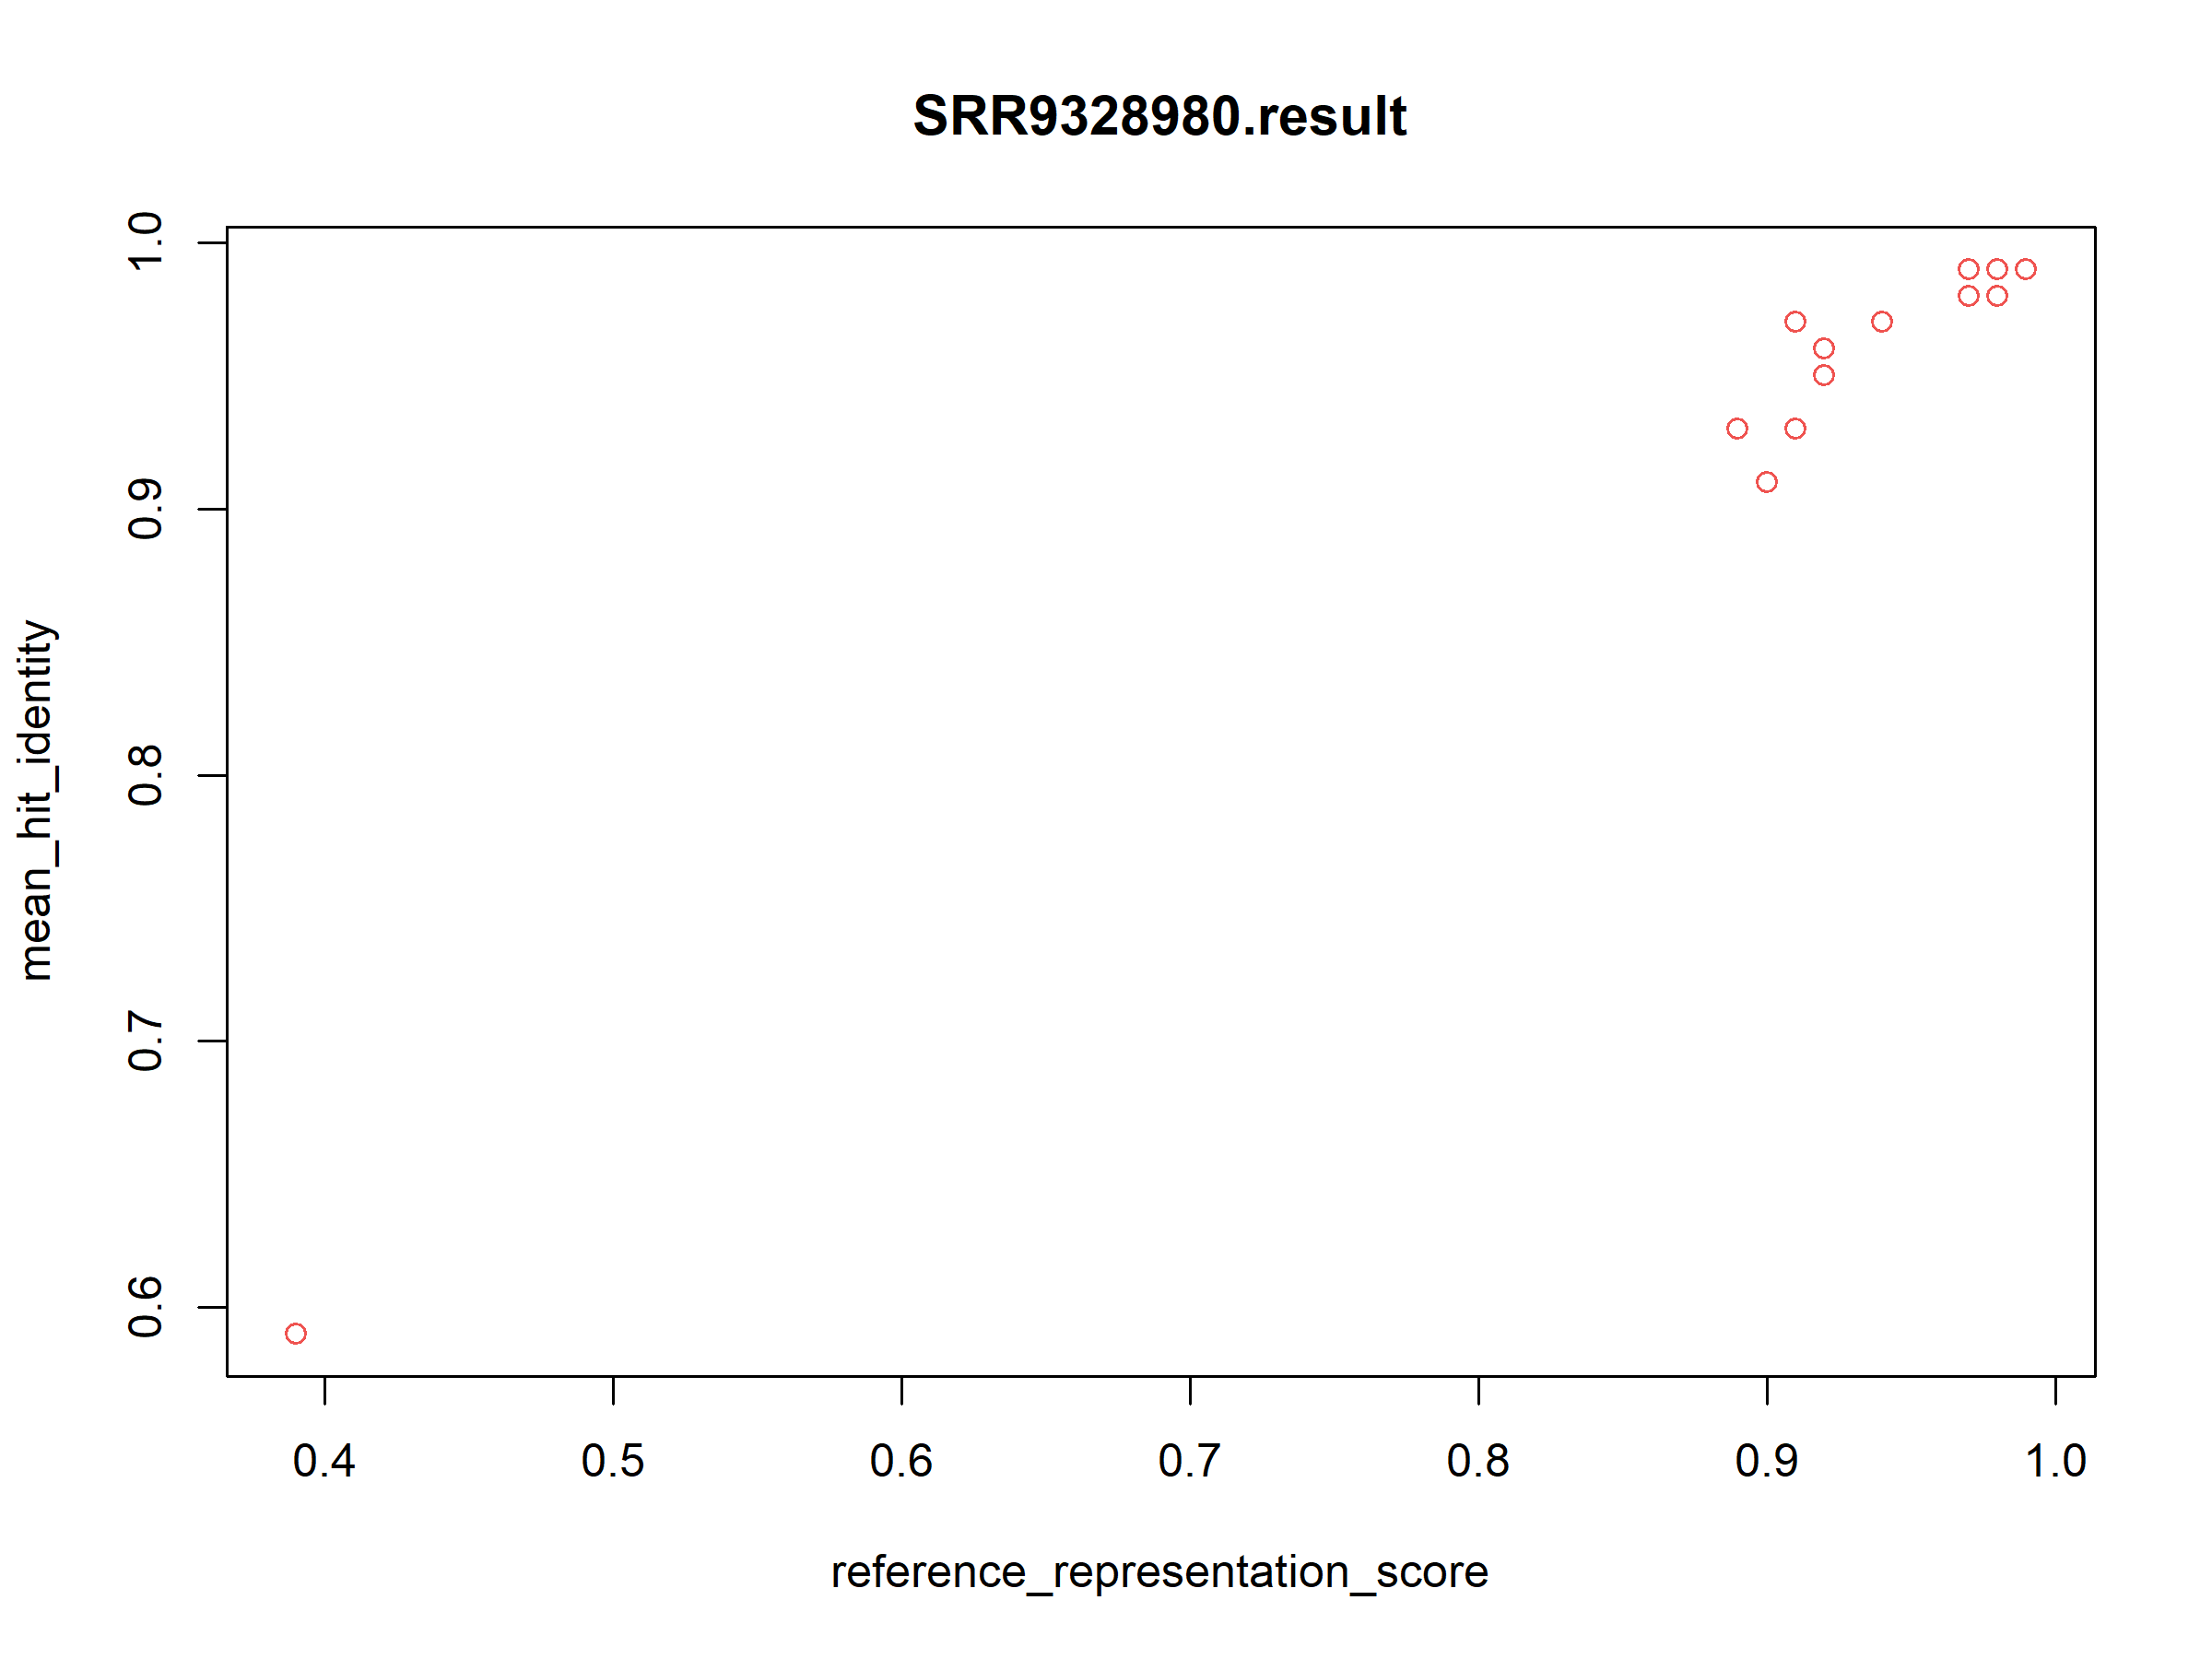 SRR9328980.result
mean_hit_identity
1.0
0.9
0.8
0.7
0.6
0.4 0.5 0.6 0.7 0.8 0.9 1.0
reference_representation_score